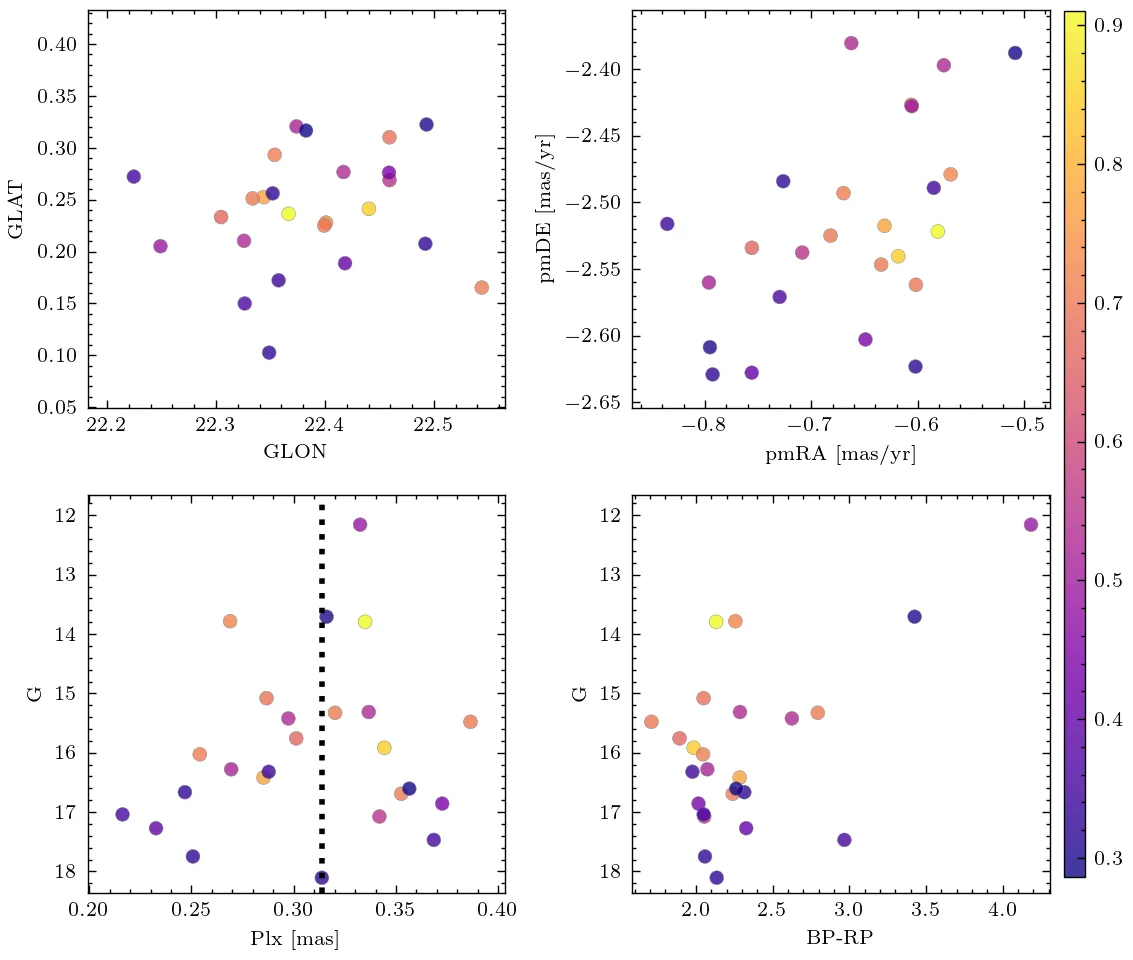 0.40
0.35
0.30
0.25
0.20
0.15
0.10
0.05
GLAT
22.2 22.3 22.4 22.5
GLON
−2.40
−2.45
−2.50
−2.55
−2.60
−2.65
pmDE [mas/yr]
−0.8 −0.7 −0.6 −0.5
pmRA [mas/yr]
0.9
0.8
0.7
0.6
0.5
0.4
0.3
12
13
14
15
16
17
18
G
0.20 0.25 0.30 0.35 0.40
Plx [mas]
12
13
14
15
16
17
18
G
2.0 2.5 3.0 3.5 4.0
BP-RP